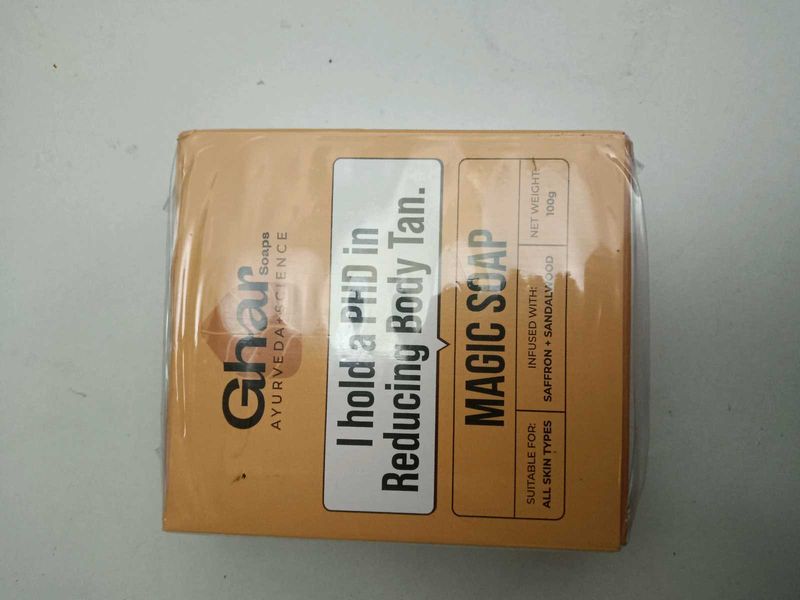 Ghar
Soaps
AYURVEDA+SCIENCE
I hold a PHD in
Reducing Body Tan.
MAGIC SOAP
SUITABLE FOR:
ALL SKIN TYPES
INFUSED WITH:
SAFFRON + SANDALWOOD
NET WEIGHT:
100g